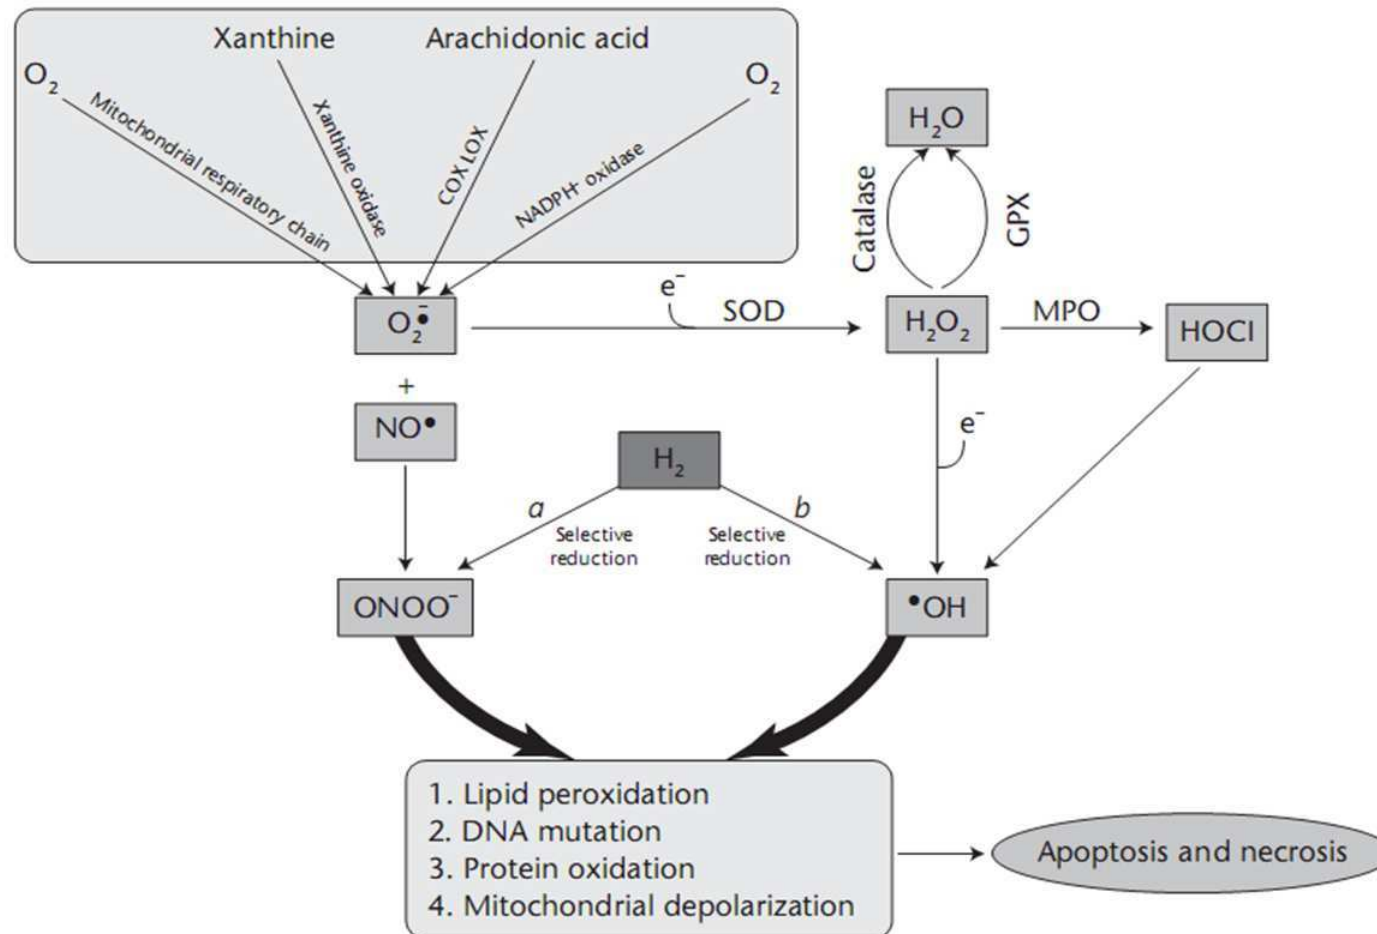 Xanthine
Arachidonic acid
O₂
O₂
Mitochondrial respiratory chain
Xanthine oxidase
COX LOX
NADPH⁺ oxidase
H₂O
Catalase
GPX
O₂•̄
e⁻
SOD
H₂O₂
MPO
HOCl
+
NO•
H₂
e⁻
a
Selective
reduction
b
Selective
reduction
ONOO⁻
•OH
1. Lipid peroxidation
2. DNA mutation
3. Protein oxidation
4. Mitochondrial depolarization
Apoptosis and necrosis